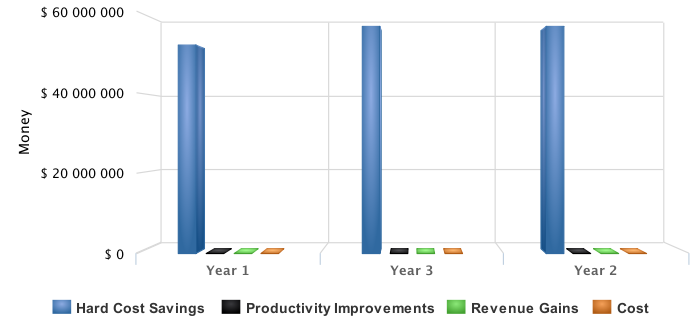 $ 60 000 000
$ 40 000 000
$ 20 000 000
$ 0
Money
Year 1 Year 3 Year 2
Hard Cost Savings Productivity Improvements Revenue Gains Cost